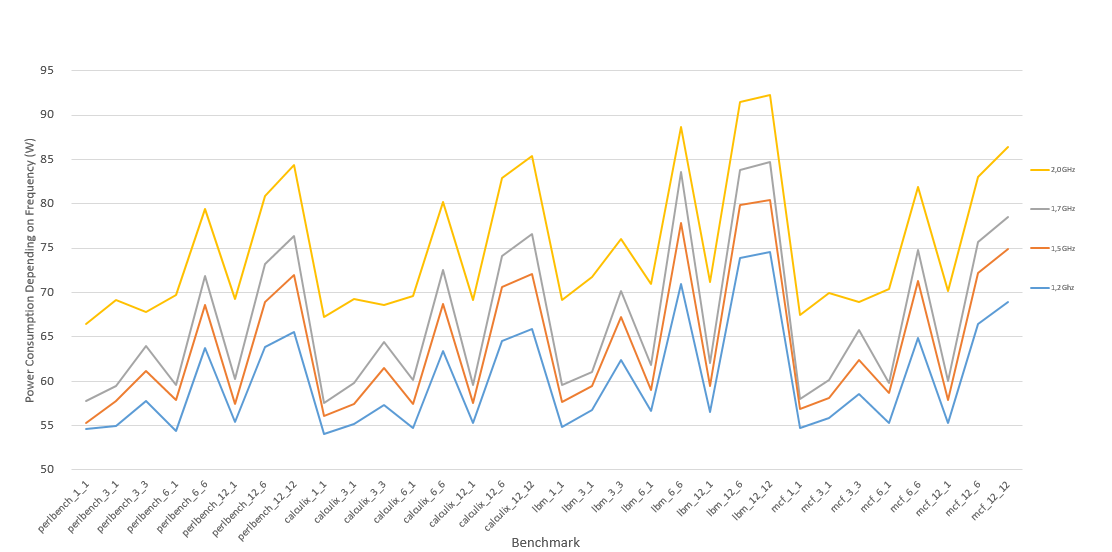 95
90
85
80
75
70
65
60
55
50
Power Consumption Depending on Frequency (W)
perlbench_1_1
perlbench_3_1
perlbench_3_3
perlbench_6_1
perlbench_6_6
perlbench_12_1
perlbench_12_6
perlbench_12_12
calculix_1_1
calculix_3_1
calculix_3_3
calculix_6_1
calculix_6_6
calculix_12_1
calculix_12_6
calculix_12_12
lbm_1_1
lbm_3_1
lbm_3_3
lbm_6_1
lbm_6_6
lbm_12_1
lbm_12_6
lbm_12_12
mcf_1_1
mcf_3_1
mcf_3_3
mcf_6_1
mcf_6_6
mcf_12_1
mcf_12_6
mcf_12_12
Benchmark
2,0GHz
1,7GHz
1,5GHz
1,2Ghz